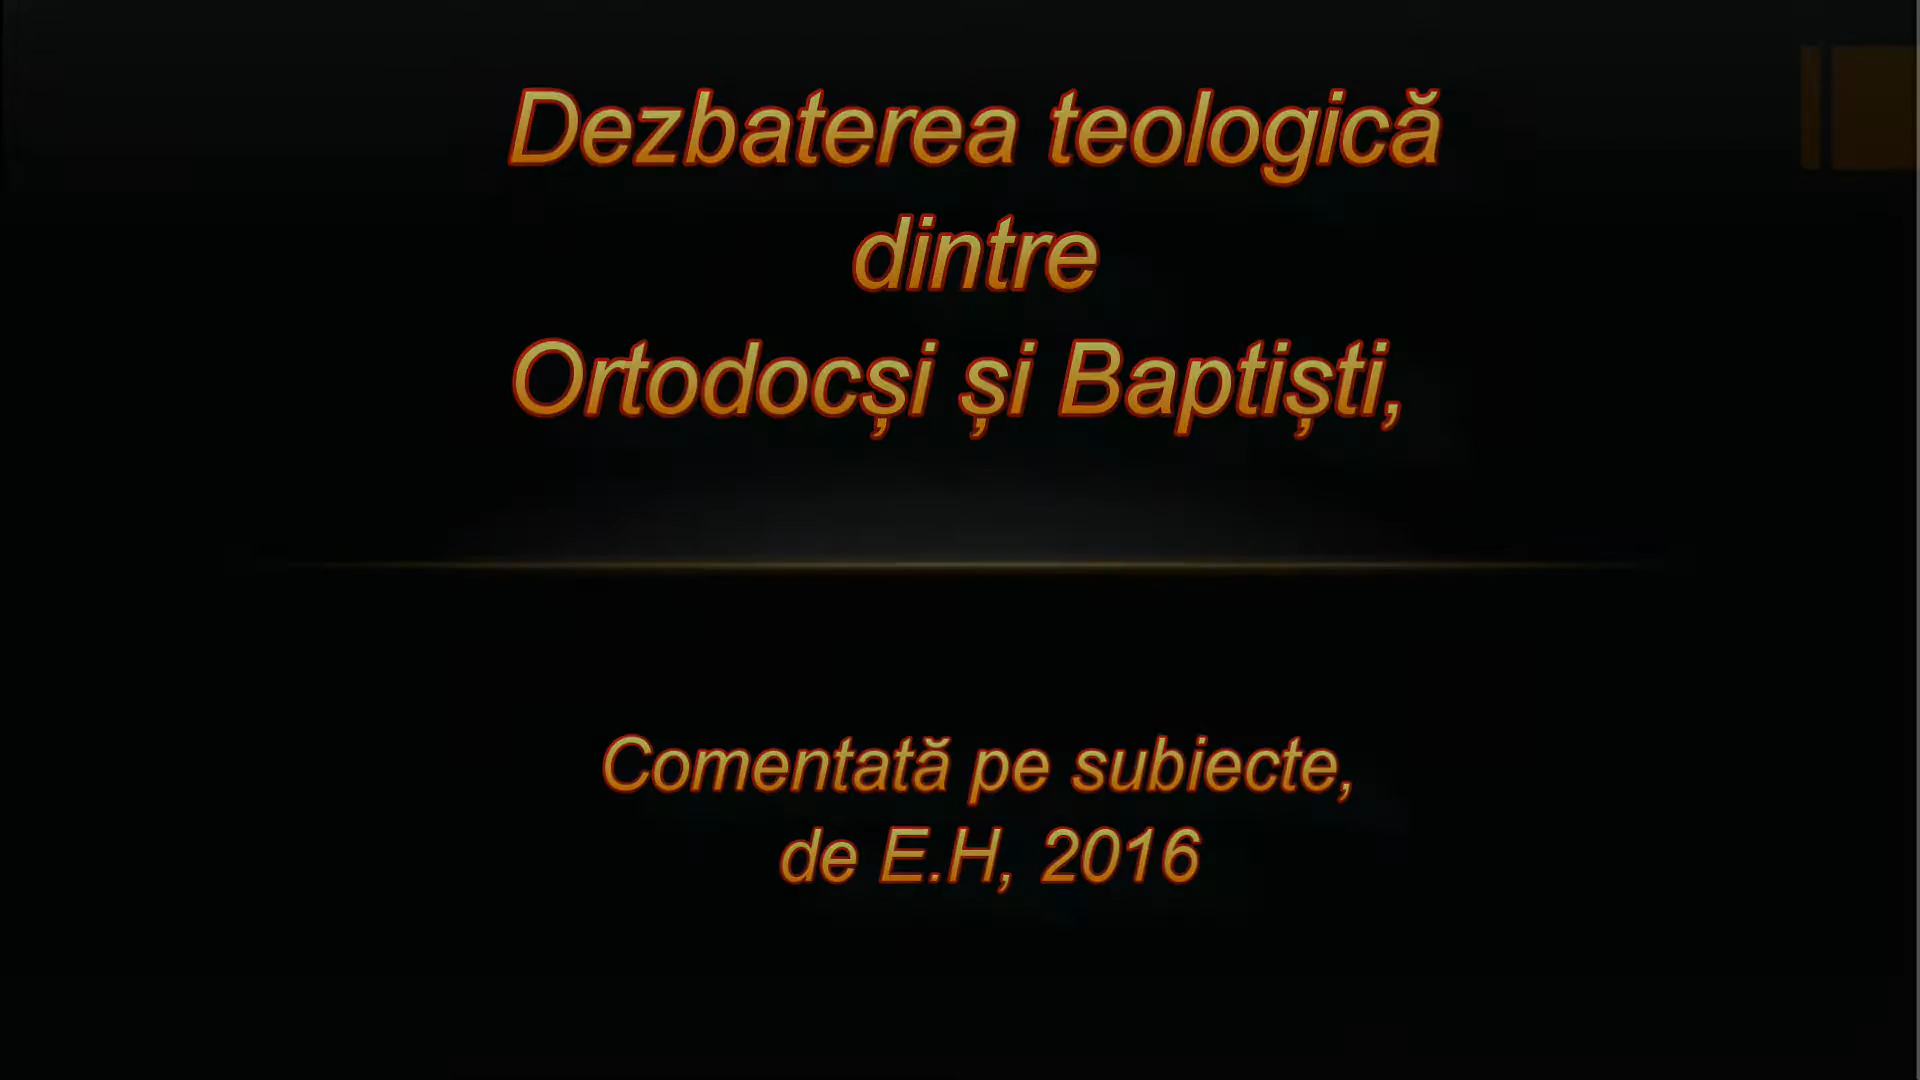 Dezbaterea teologică
dintre
Ortodocși și Baptiști,
Comentată pe subiecte,
de E.H, 2016